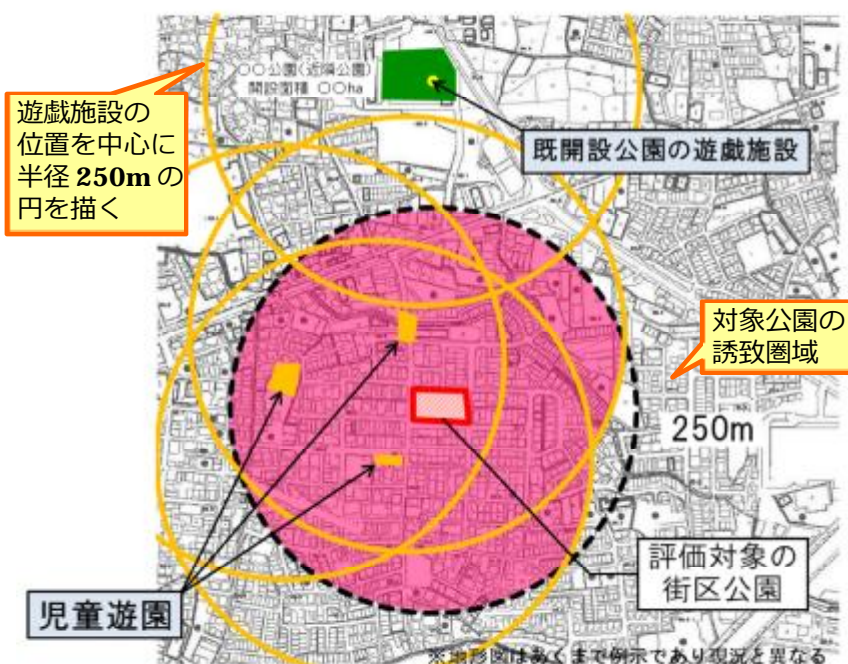 ○○公園(近隣公園)
開設面積 ○○ha
遊戯施設の
位置を中心に
半径 250m の
円を描く
既開設公園の遊戯施設
対象公園の
誘致圏域
250m
評価対象の
街区公園
児童遊園
※地形図はあくまで例示であり現況と異なる